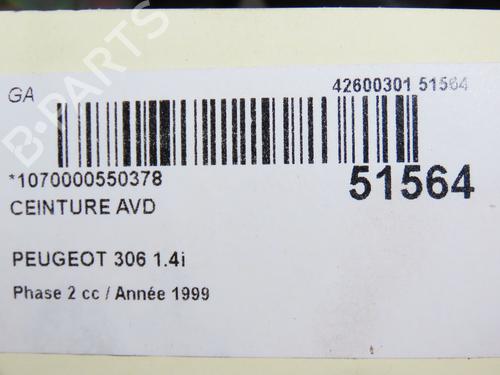 GA
42600301 51564
*1070000550378
51564
CEINTURE AVD
PEUGEOT 306 1.4i
Phase 2 cc / Année 1999
B-PARTS